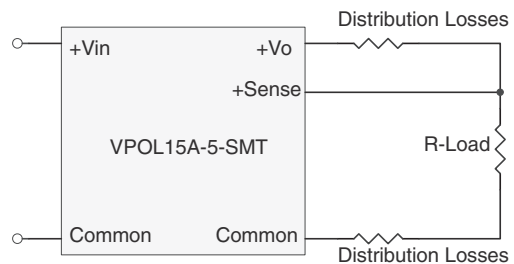 Distribution Losses
+Vin
+Vo
+Sense
VPOL15A-5-SMT
R-Load
Common
Common
Distribution Losses